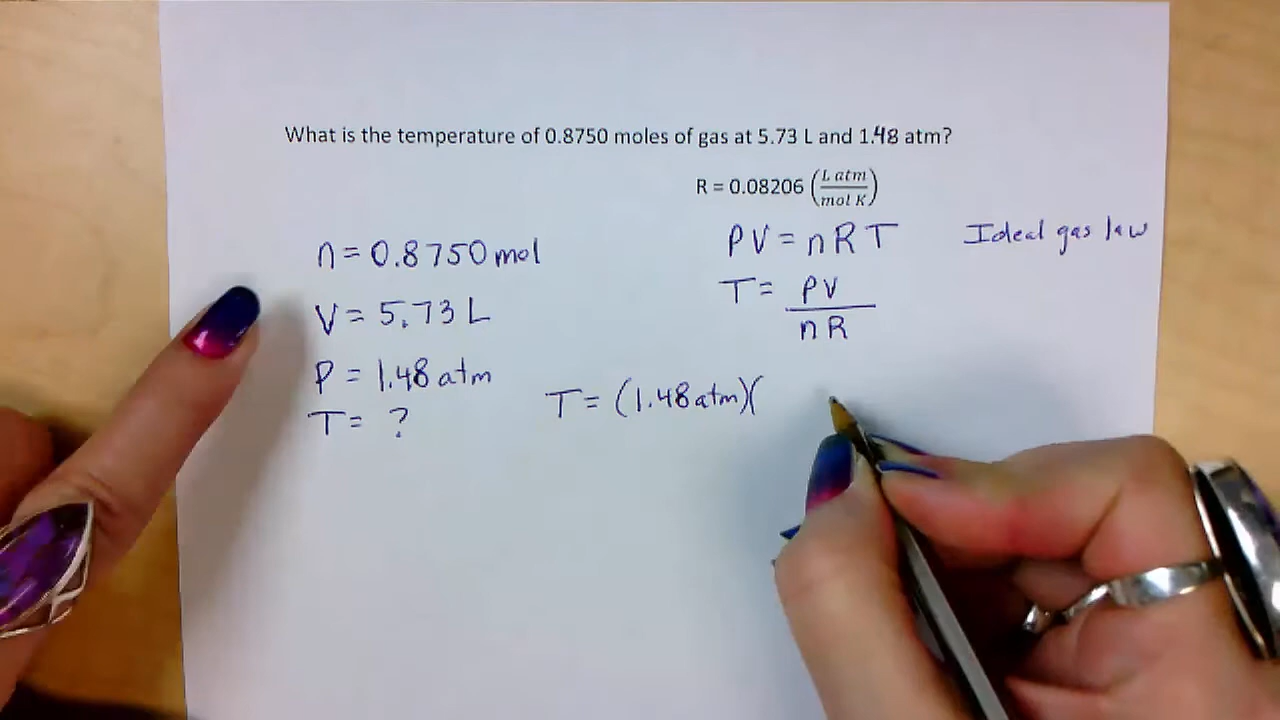 What is the temperature of 0.8750 moles of gas at 5.73 L and 1.48 atm?
R = 0.08206 (L atm / mol K)
n = 0.8750 mol
PV = nRT
Ideal gas law
V = 5.73 L
T = PV / nR
P = 1.48 atm
T = ?
T = (1.48 atm)(